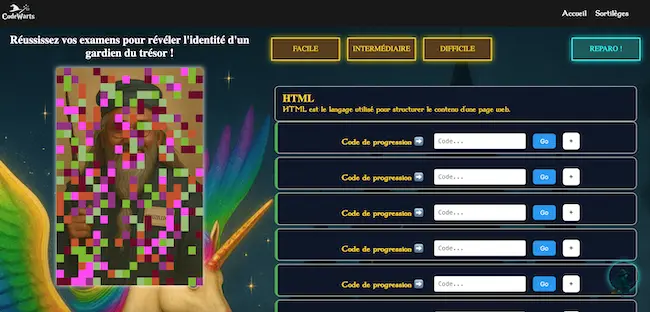 CodeWarts
Accueil
Sortilèges
Réussissez vos examens pour révéler l'identité d'un
gardien du trésor !
FACILE
INTERMÉDIAIRE
DIFFICILE
REPARO !
HTML
HTML est le langage utilisé pour structurer le contenu d'une page web.
Code de progression ➡
Code...
Go
+
Code de progression ➡
Code...
Go
+
Code de progression ➡
Code...
Go
+
Code de progression ➡
Code...
Go
+
Code de progression ➡
Code...
Go
+